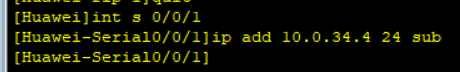 [Huawei]int s 0/0/1
[Huawei-Serial0/0/1]ip add 10.0.34.4 24 sub
[Huawei-Serial0/0/1]